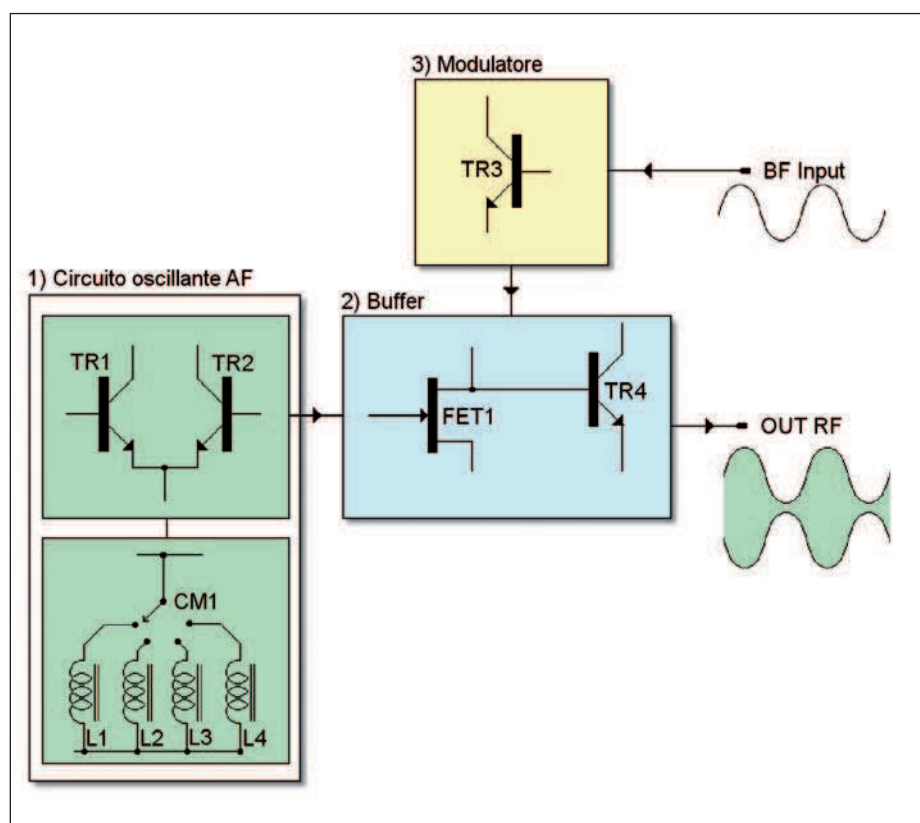 3) Modulatore
TR3
BF Input
1) Circuito oscillante AF
TR1
TR2
2) Buffer
FET1
TR4
OUT RF
CM1
L1
L2
L3
L4